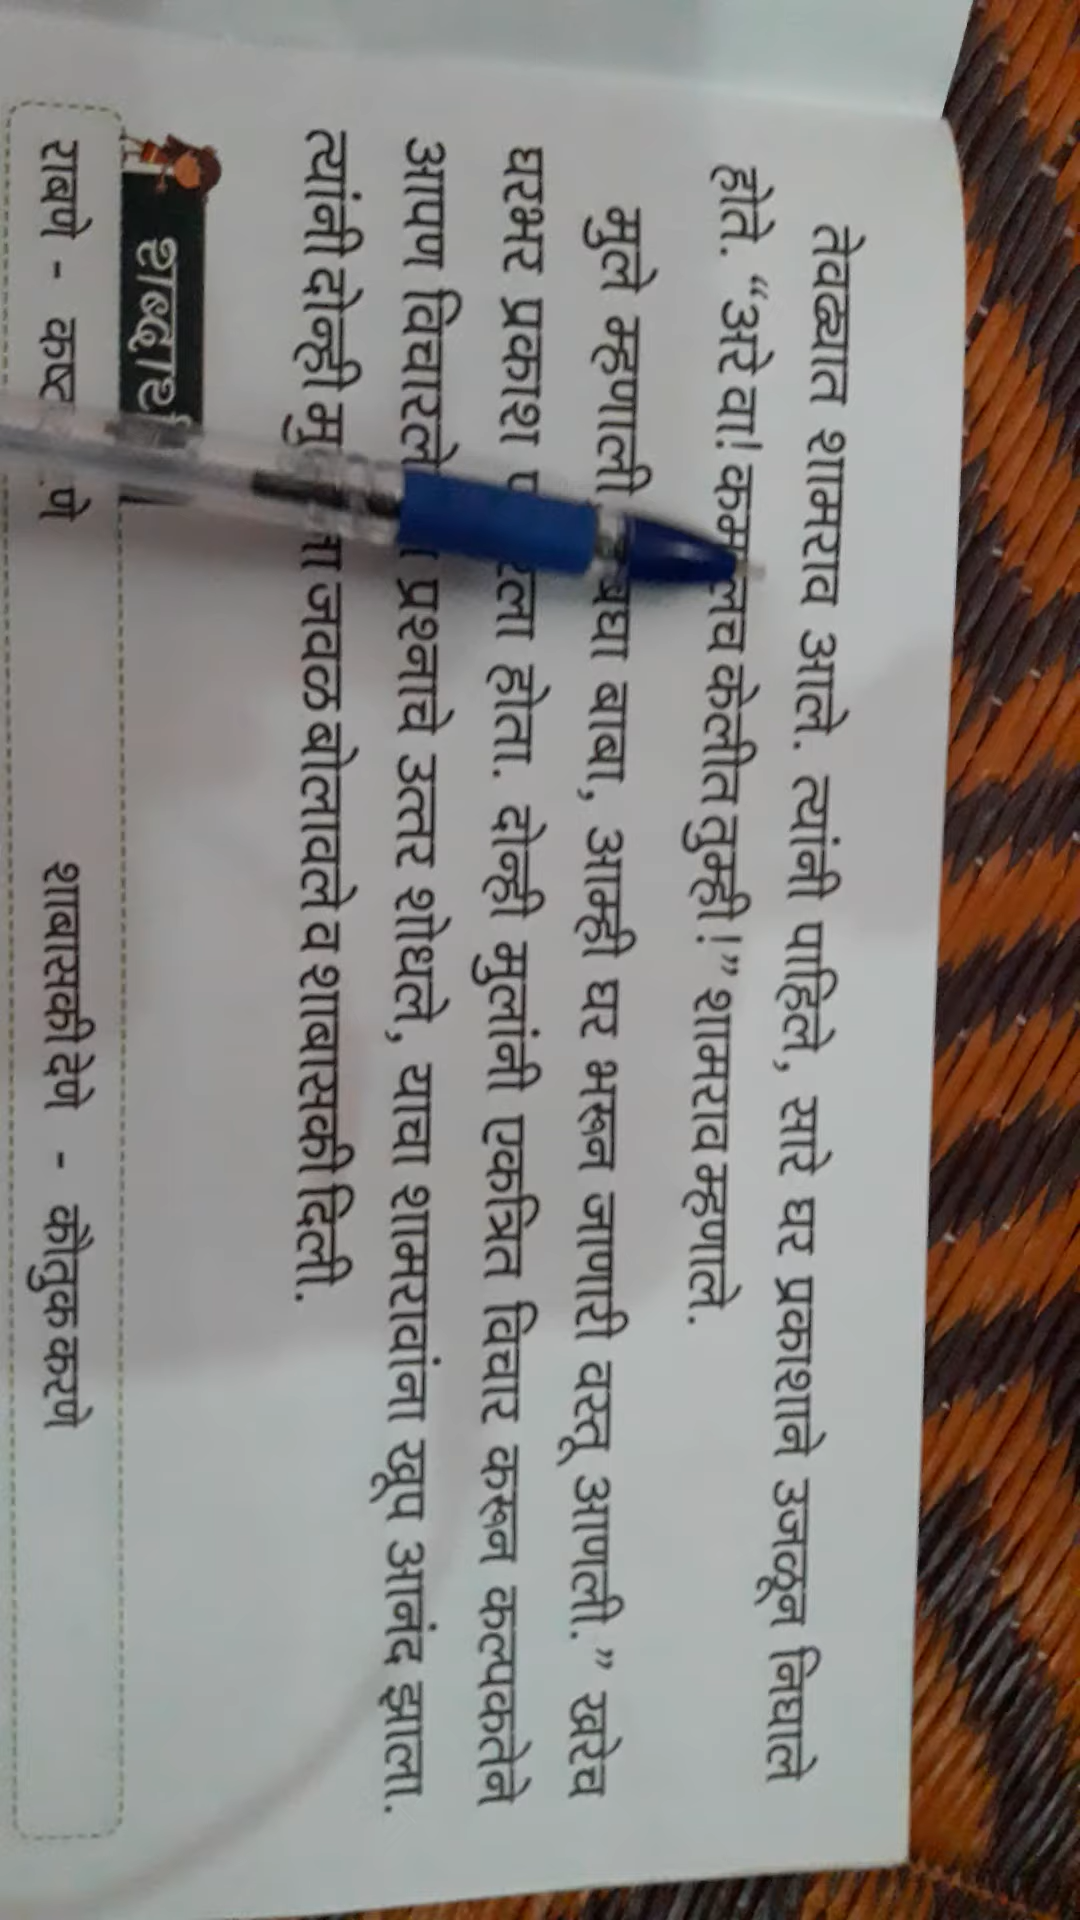 तेवढ्यात शामराव आले. त्यांनी पाहिले, सारे घर प्रकाशाने उजळून निघाले
होते. “अरे वा! कमालच केलीत तुम्ही!” शामराव म्हणाले.
मुले म्हणाली बाबा, आम्ही घर भरून जाणारी वस्तू आणली.” खरेच
घरभर प्रकाश होता. दोन्ही मुलांनी एकत्रित विचार करून कल्पकतेने
आपण विचारलेल्या प्रश्नाचे उत्तर शोधले, याचा शामरावांना खूप आनंद झाला.
त्यांनी दोन्ही जवळ बोलावले व शाबासकी दिली.
शब्दार्थ
राबणे - कष्ट
शाबासकी देणे - कौतुक करणे